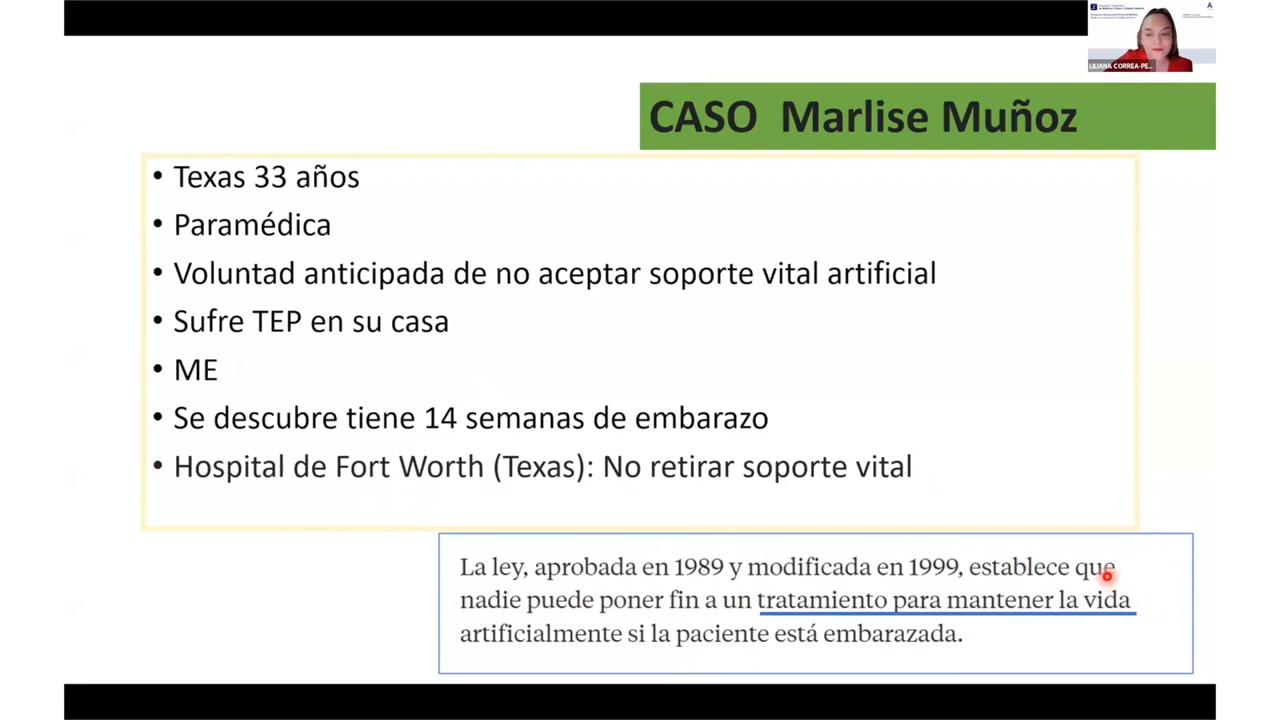 LILIANA CORREA-PE...
CASO Marlise Muñoz
• Texas 33 años
• Paramédica
• Voluntad anticipada de no aceptar soporte vital artificial
• Sufre TEP en su casa
• ME
• Se descubre tiene 14 semanas de embarazo
• Hospital de Fort Worth (Texas): No retirar soporte vital
La ley, aprobada en 1989 y modificada en 1999, establece que
nadie puede poner fin a un tratamiento para mantener la vida
artificialmente si la paciente está embarazada.